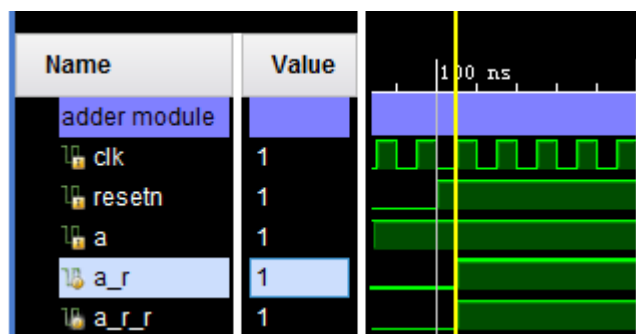 Name Value
100 ns
adder module
clk 1
resetn 1
a 1
a_r 1
a_r_r 1